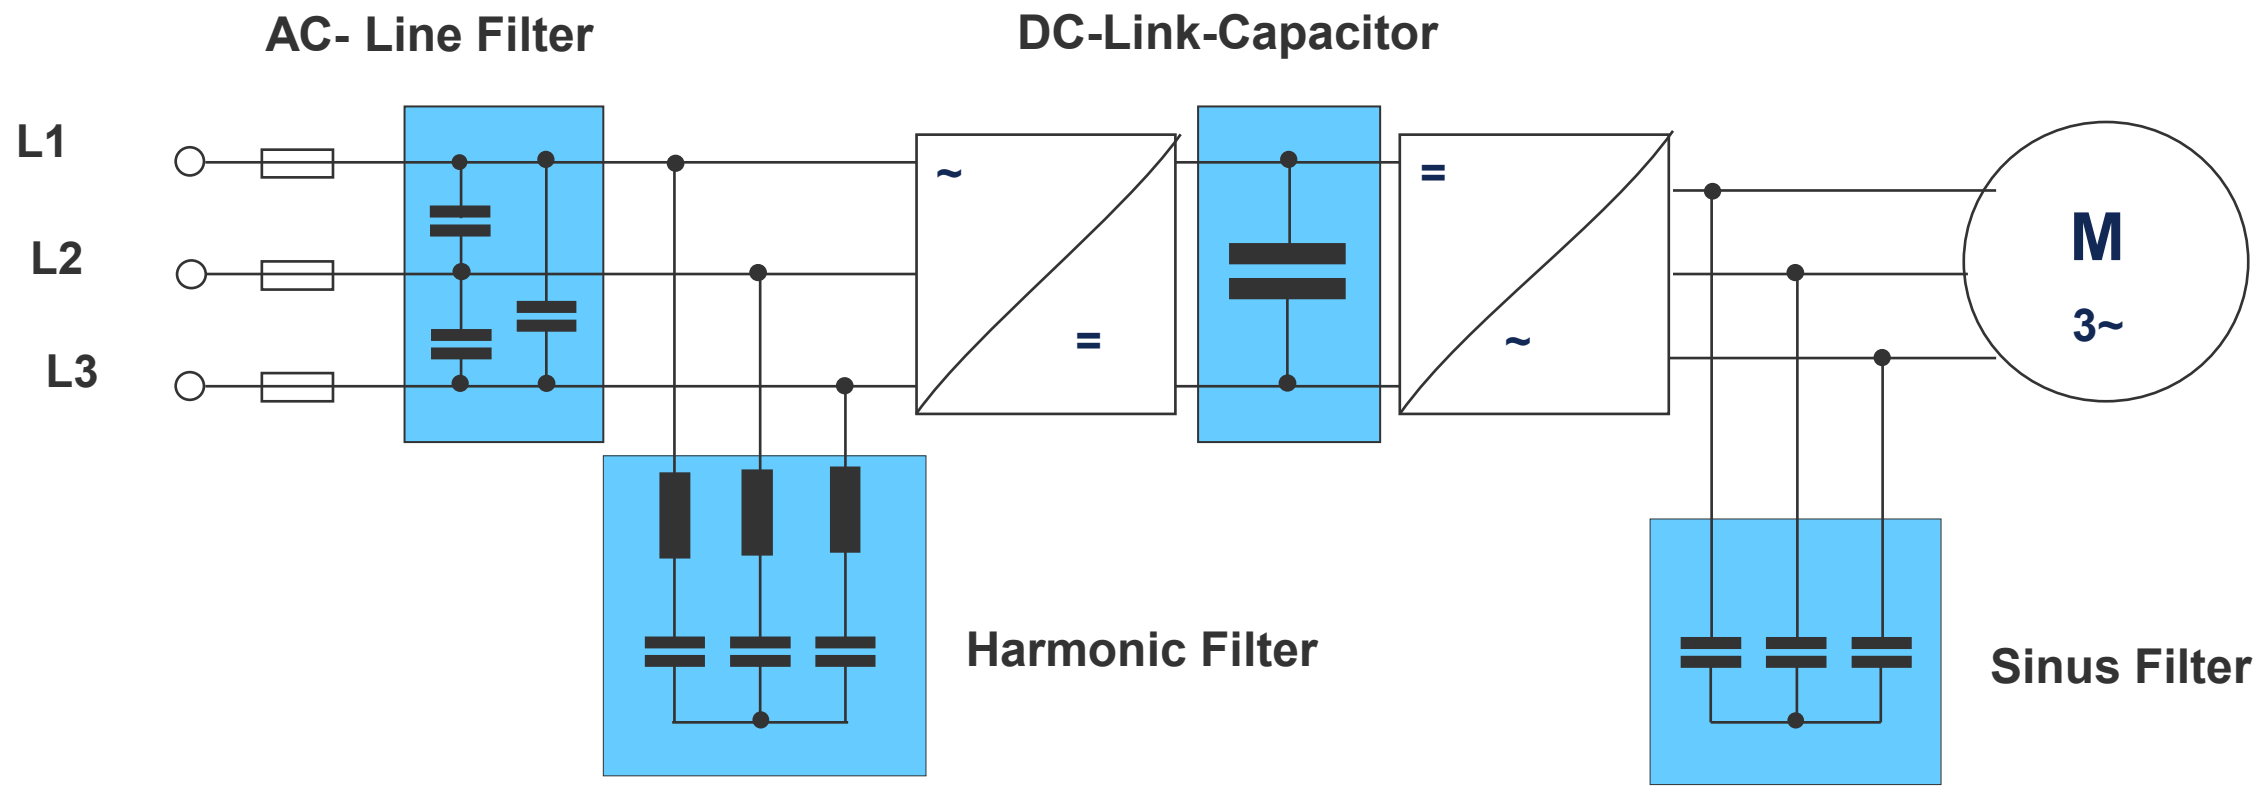 AC- Line Filter
DC-Link-Capacitor
L1
~
=
L2
M
L3
=
~
3~
Harmonic Filter
Sinus Filter